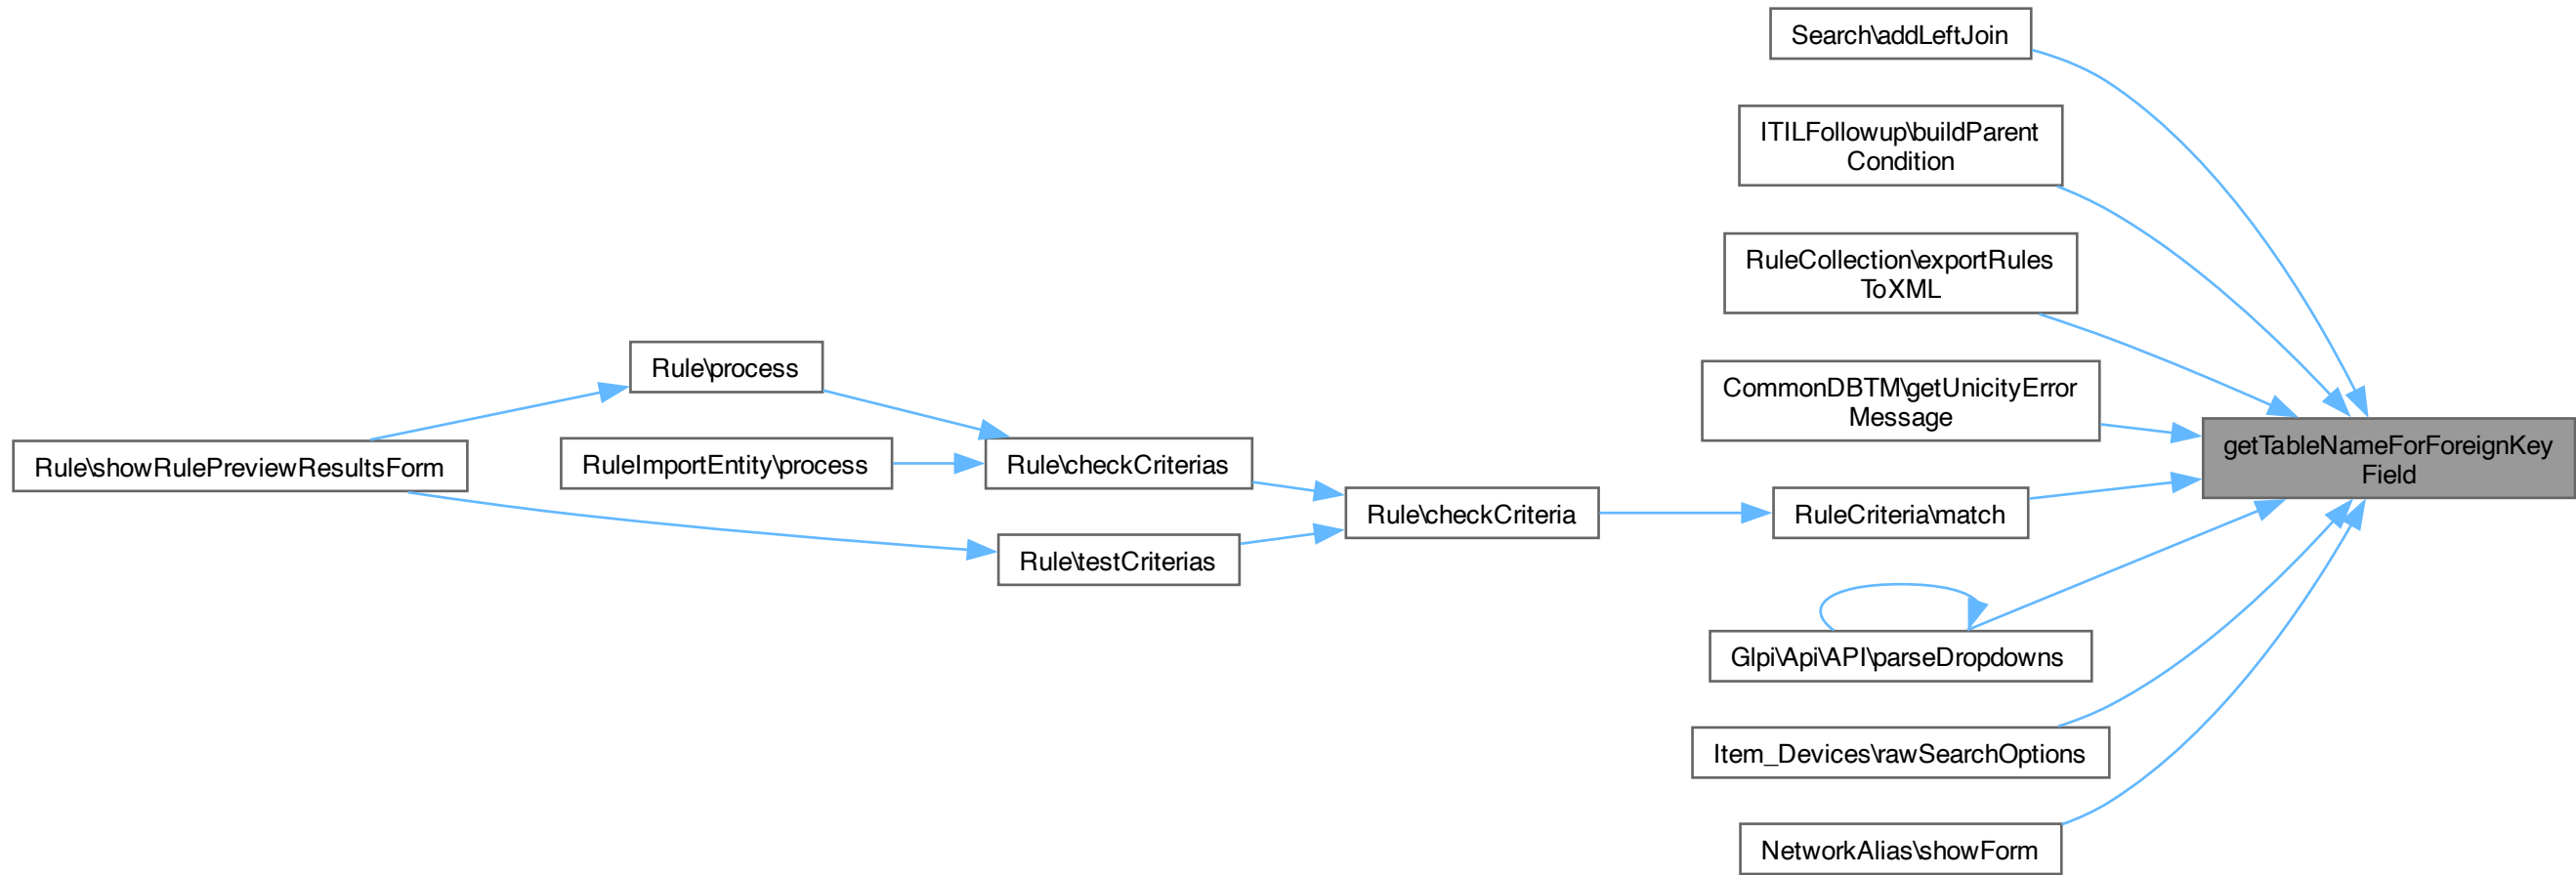 Search\addLeftJoin
ITILFollowup\buildParent
Condition
RuleCollection\exportRules
ToXML
Rule\process
CommonDBTM\getUnicityError
Message
getTableNameForForeignKey
Field
Rule\showRulePreviewResultsForm
RuleImportEntity\process
Rule\checkCriterias
Rule\checkCriteria
RuleCriteria\match
Rule\testCriterias
Glpi\Api\API\parseDropdowns
Item_Devices\rawSearchOptions
NetworkAlias\showForm